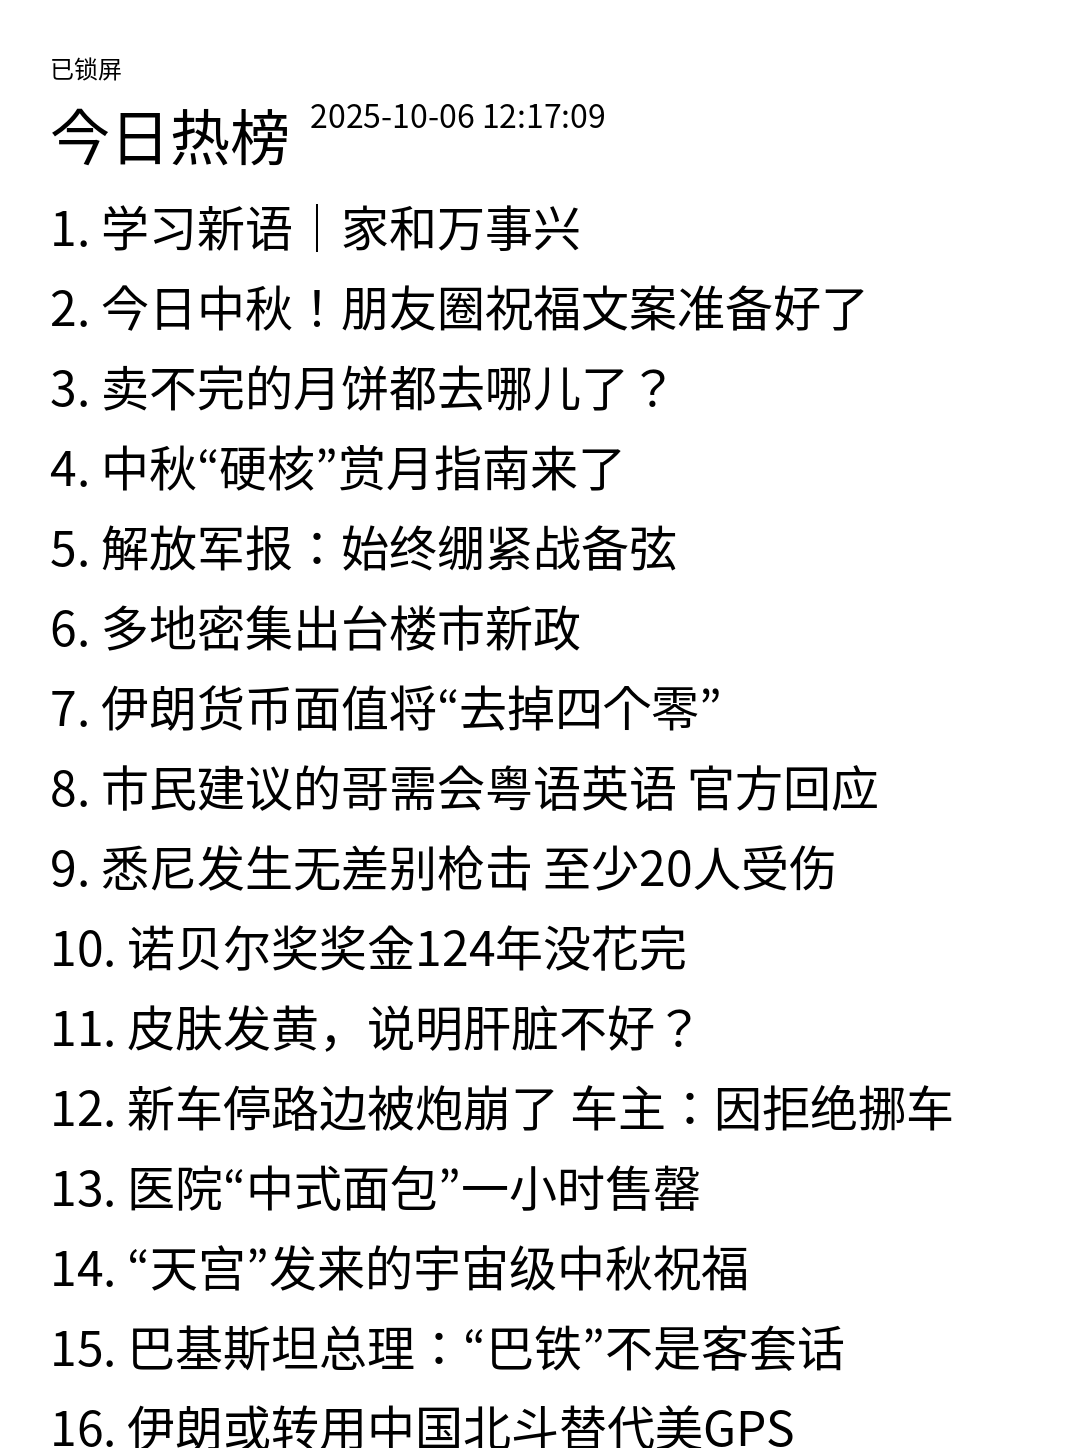 已锁屏
今日热榜 2025-10-06 12:17:09
1. 学习新语｜家和万事兴
2. 今日中秋！朋友圈祝福文案准备好了
3. 卖不完的月饼都去哪儿了？
4. 中秋“硬核”赏月指南来了
5. 解放军报：始终绷紧战备弦
6. 多地密集出台楼市新政
7. 伊朗货币面值将“去掉四个零”
8. 市民建议的哥需会粤语英语 官方回应
9. 悉尼发生无差别枪击 至少20人受伤
10. 诺贝尔奖奖金124年没花完
11. 皮肤发黄，说明肝脏不好？
12. 新车停路边被炮崩了 车主：因拒绝挪车
13. 医院“中式面包”一小时售罄
14. “天宫”发来的宇宙级中秋祝福
15. 巴基斯坦总理：“巴铁”不是客套话
16. 伊朗或转用中国北斗替代美GPS